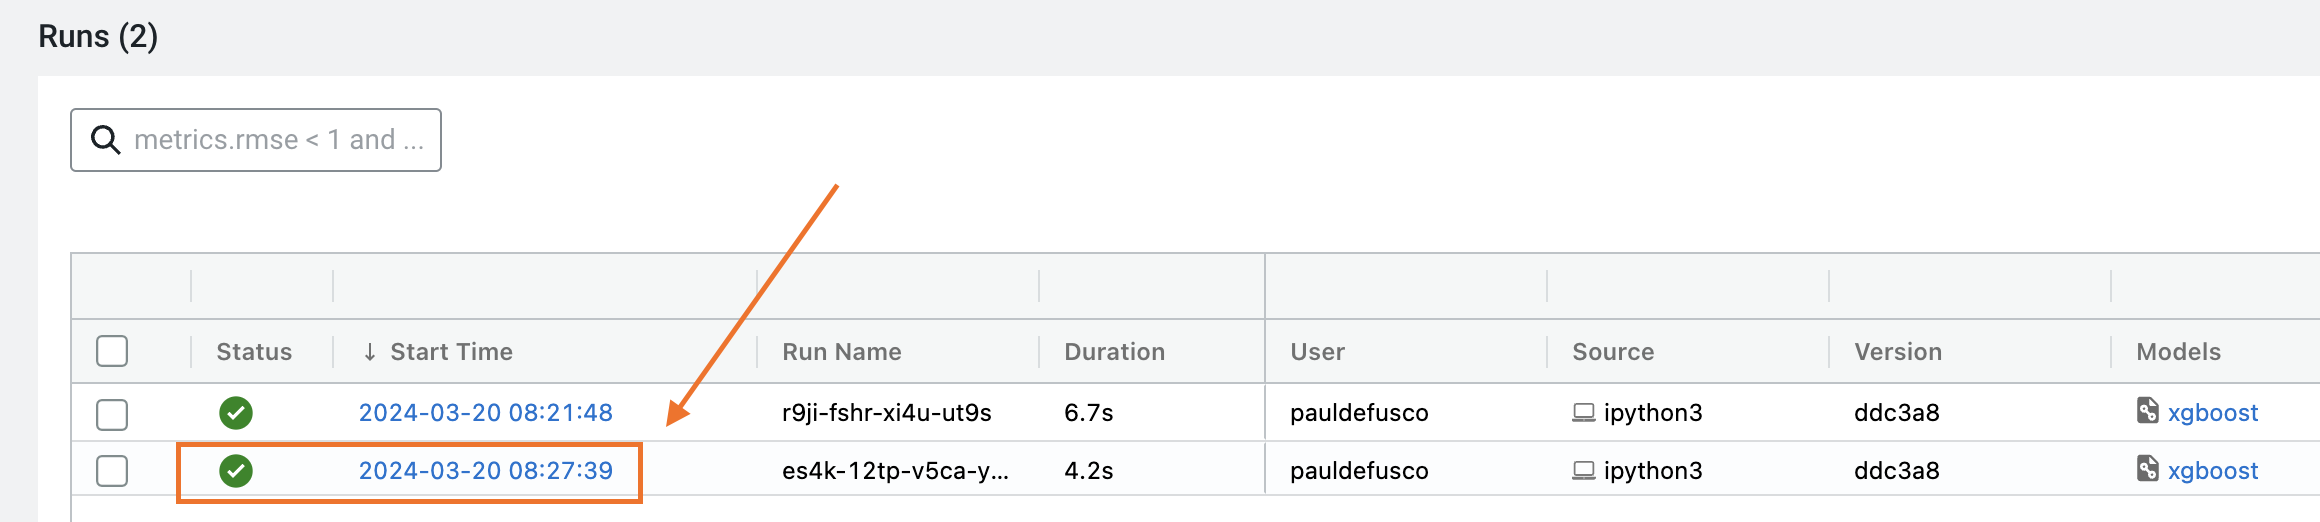 Runs (2)
metrics.rmse < 1 and ...
Status ↓ Start Time Run Name Duration User Source Version Models
2024-03-20 08:21:48 r9ji-fshr-xi4u-ut9s 6.7s pauldefusco ipython3 ddc3a8 xgboost
2024-03-20 08:27:39 es4k-12tp-v5ca-y... 4.2s pauldefusco ipython3 ddc3a8 xgboost